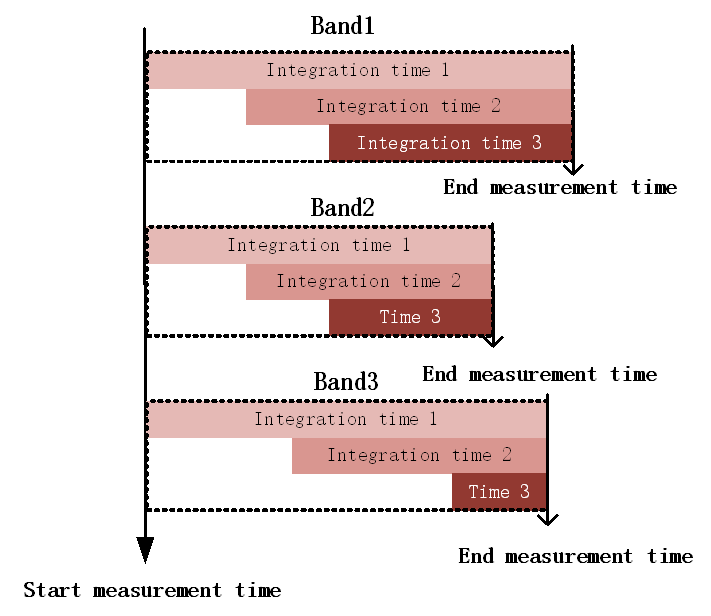 Band1
Integration time 1
Integration time 2
Integration time 3
End measurement time
Band2
Integration time 1
Integration time 2
Time 3
End measurement time
Band3
Integration time 1
Integration time 2
Time 3
End measurement time
Start measurement time